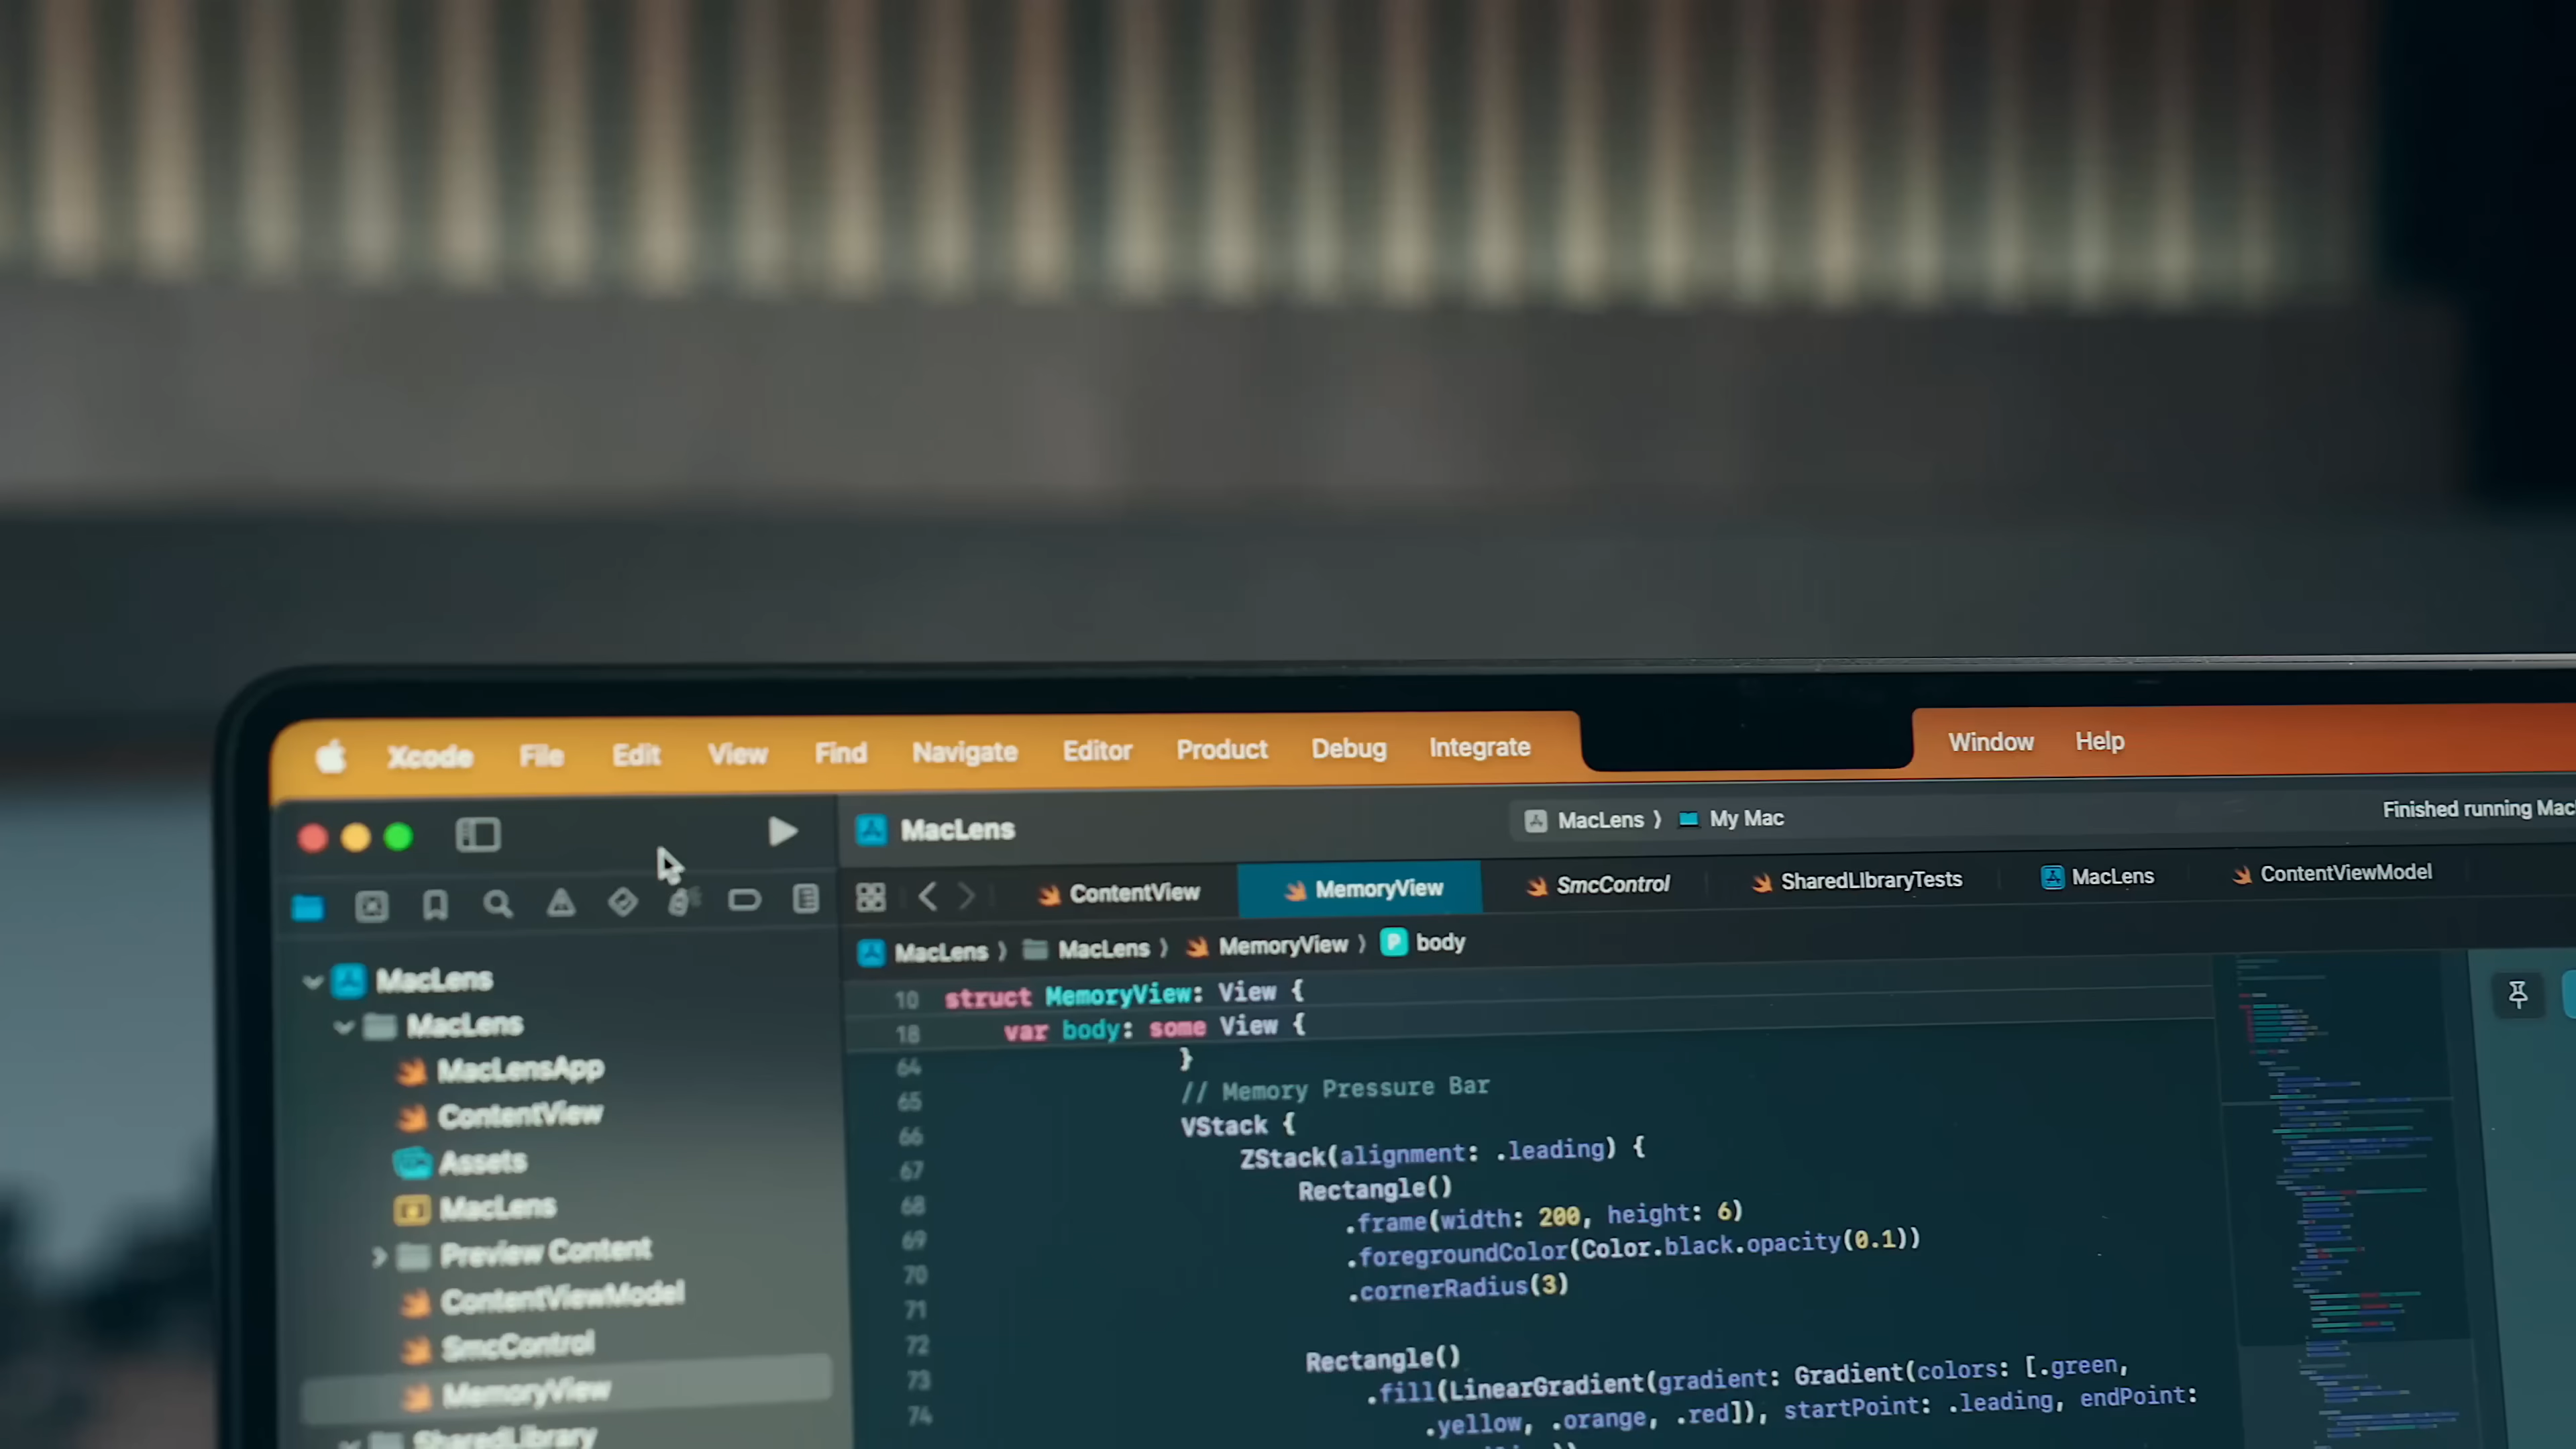 Xcode File Edit View Find Navigate Editor Product Debug Integrate Window Help
MacLens
MacLens 〉 My Mac
Finished running Mac
ContentView MemoryView SmcControl SharedLIbraryTests MacLens ContentViewModel
MacLens 〉 MacLens 〉 MemoryView 〉 P body
MacLens
MacLens
MacLensApp
ContentView
Assets
MacLens
Preview Content
ContentViewModel
SmcControl
MemoryView
SharedLibrary
10 struct MemoryView: View {
18 var body: some View {
64 }
65 // Memory Pressure Bar
66 VStack {
67 ZStack(alignment: .leading) {
68 Rectangle()
69 .frame(width: 200, height: 6)
70 .foregroundColor(Color.black.opacity(0.1))
71 .cornerRadius(3)
72
73 Rectangle()
74 .fill(LinearGradient(gradient: Gradient(colors: [.green,
.yellow, .orange, .red]), startPoint: .leading, endPoint: